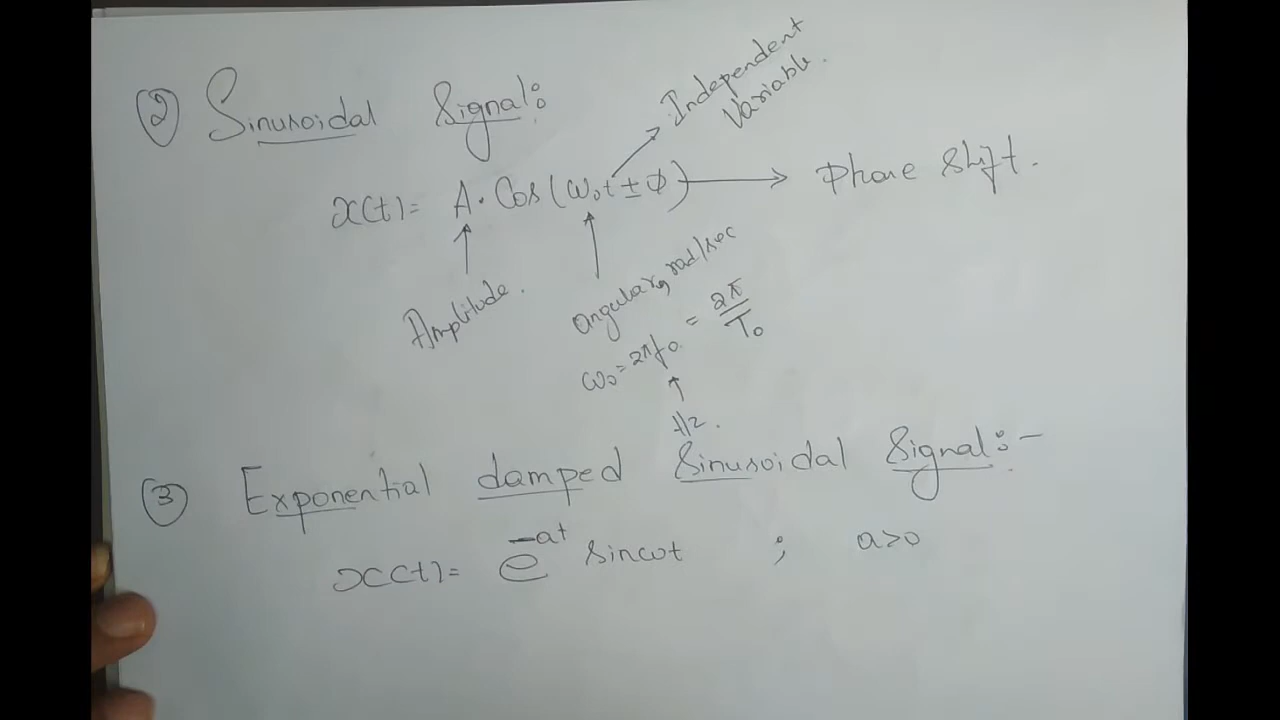 ② Sinusoidal Signal:
Independent
Variable.
x(t) = A. Cos(ω₀t ± φ) → Phase Shift.
Amplitude.
angular, rad/sec
ω₀ = 2πf₀ = 2π/T₀
Hz.
③ Exponential damped Sinusoidal Signal:-
x(t) = e^-at sinωt ; a>0